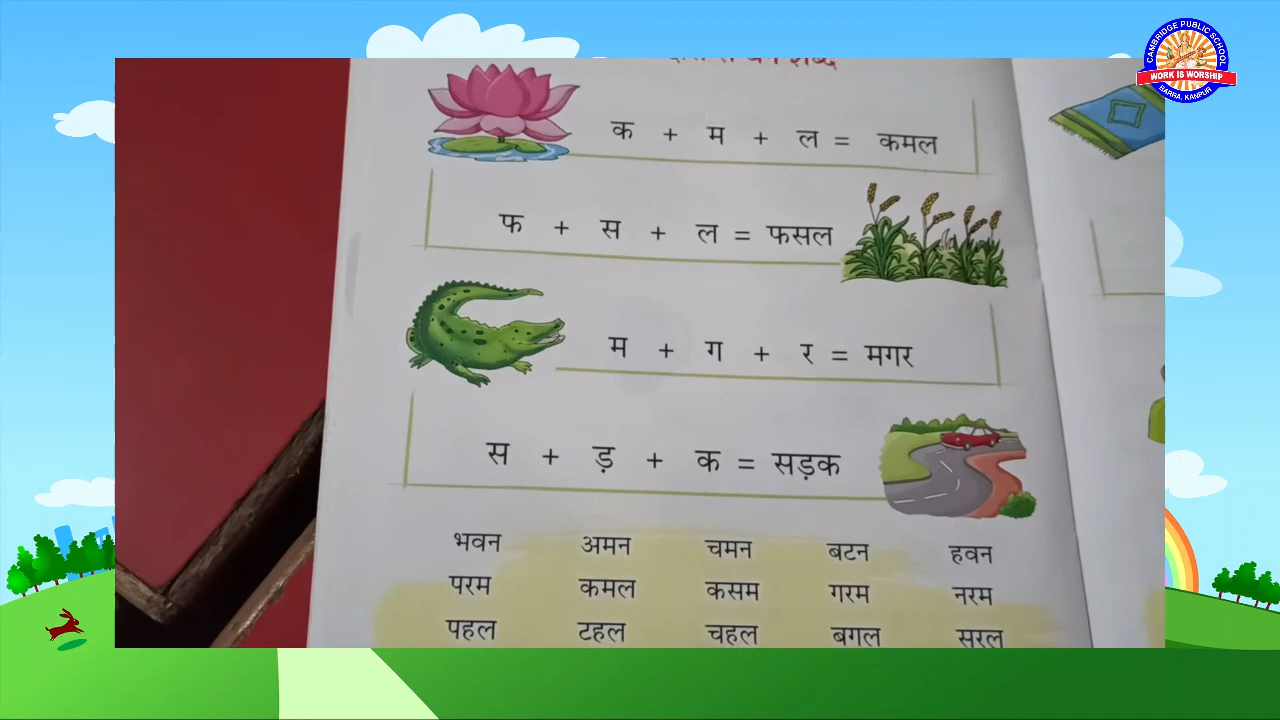 CAMBRIDGE PUBLIC SCHOOL
WORK IS WORSHIP
BARRA, KANPUR
क + म + ल = कमल
फ + स + ल = फसल
म + ग + र = मगर
स + ड़ + क = सड़क
भवन अमन चमन बटन हवन
परम कमल कसम गरम नरम
पहल टहल चहल बगल सरल